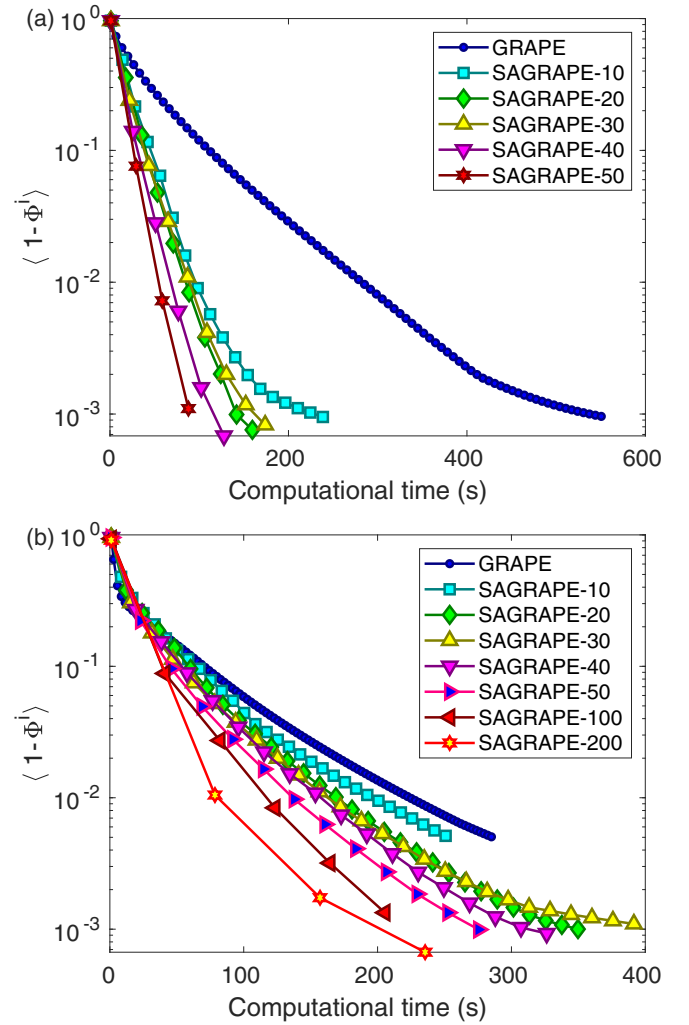 (a)
10^0
10^-1
10^-2
10^-3
⟨ 1-Φ^i ⟩
GRAPE
SAGRAPE-10
SAGRAPE-20
SAGRAPE-30
SAGRAPE-40
SAGRAPE-50
0 200 400 600
Computational time (s)
(b)
10^0
10^-1
10^-2
10^-3
⟨ 1-Φ^i ⟩
GRAPE
SAGRAPE-10
SAGRAPE-20
SAGRAPE-30
SAGRAPE-40
SAGRAPE-50
SAGRAPE-100
SAGRAPE-200
0 100 200 300 400
Computational time (s)